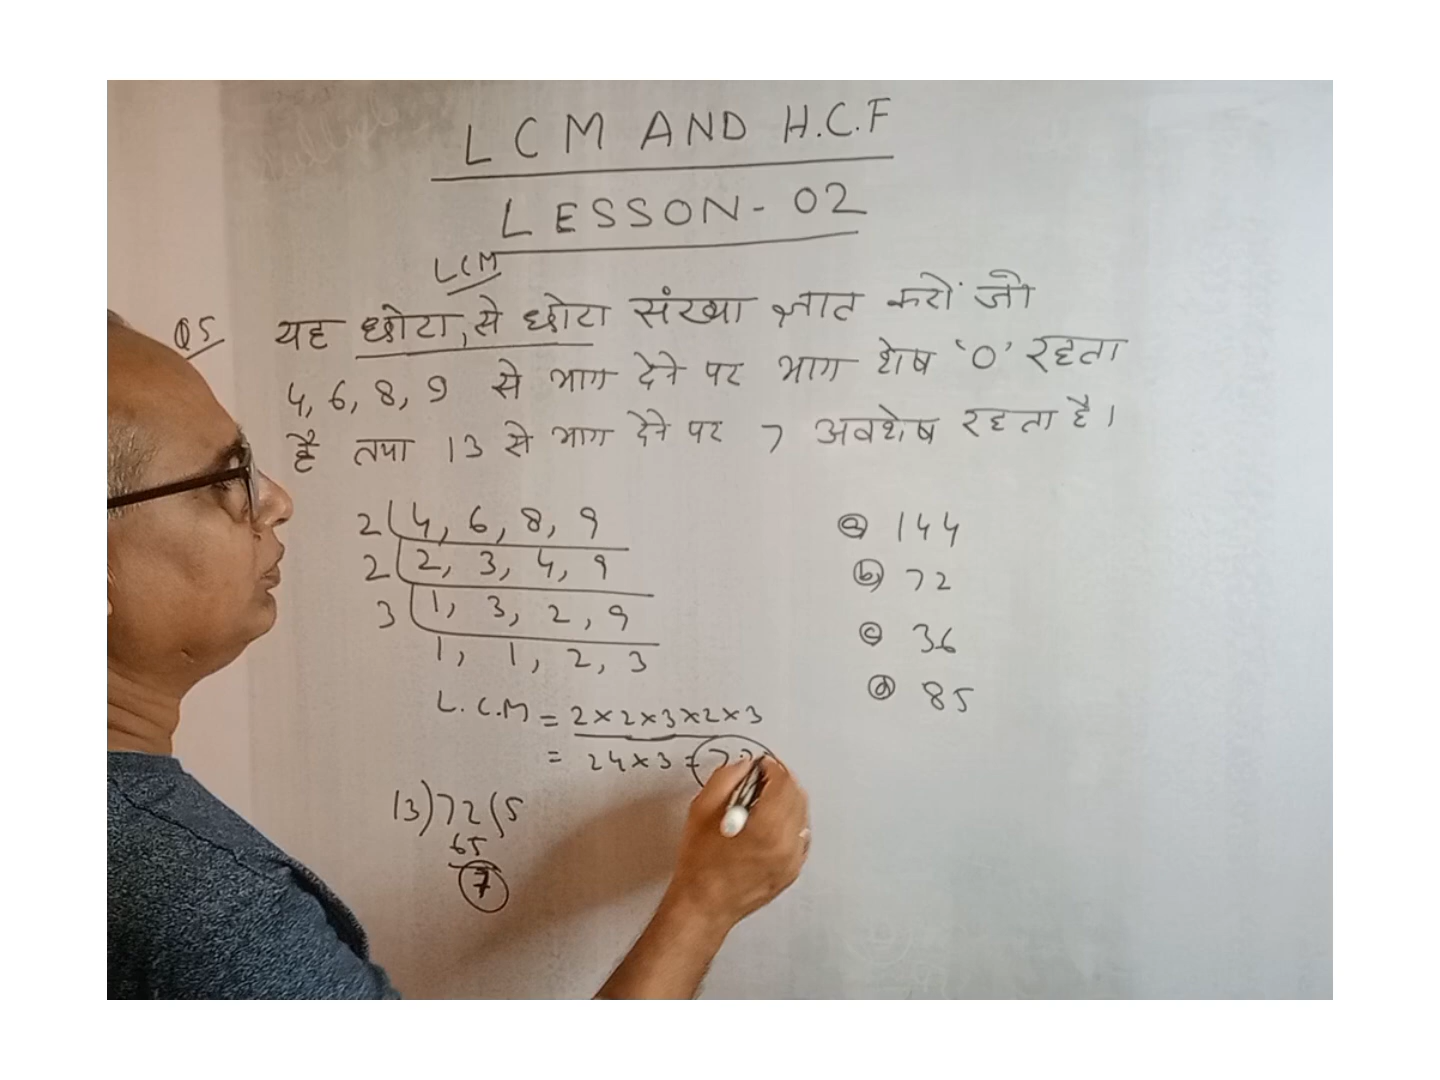 LCM AND H.C.F
LESSON-02
LCM
Q5 यह छोटा, से छोटा संख्या ज्ञात करों जो
4, 6, 8, 9 से भाग देने पर भाग शेष '0' रहता
है तथा 13 से भाग देने पर 7 अवशेष रहता है।
2 4, 6, 8, 9
2 2, 3, 4, 9
3 1, 3, 2, 9
1, 1, 2, 3
L.C.M = 2×2×3×2×3
= 24×3 =
13)72(5
65
7
(a) 144
(b) 72
(c) 36
(d) 85